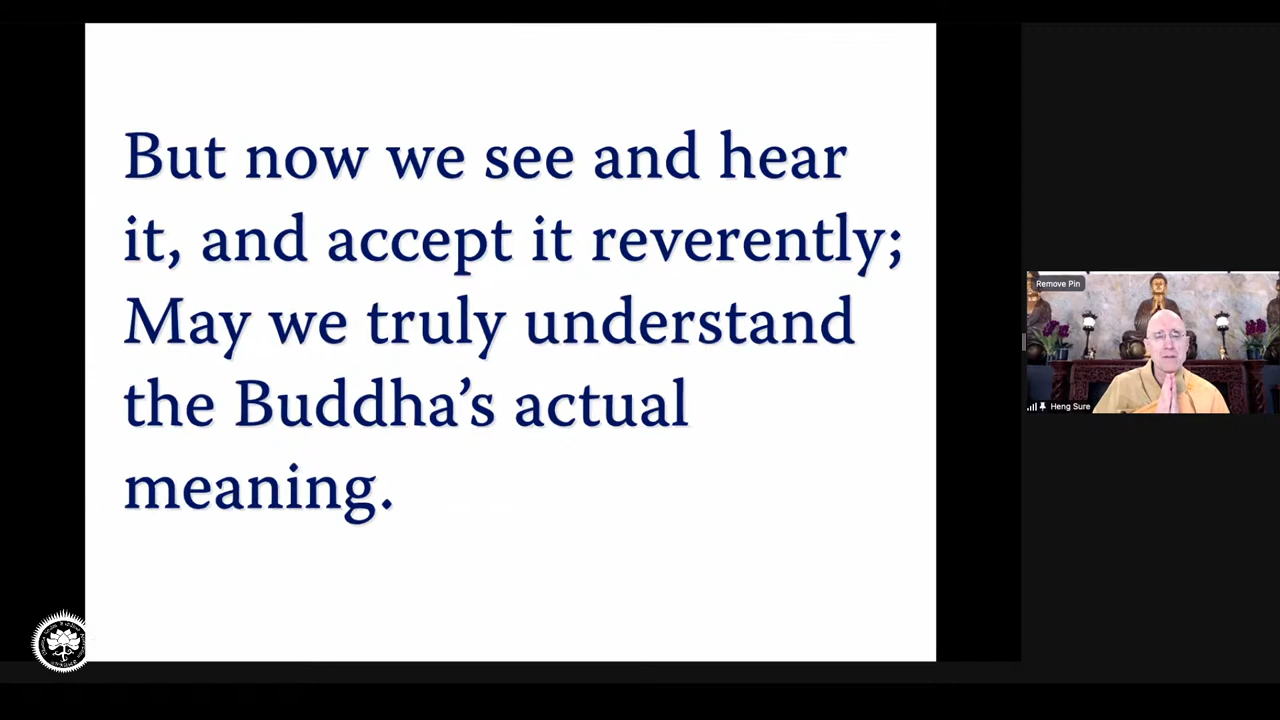 But now we see and hear
it, and accept it reverently;
May we truly understand
the Buddha’s actual
meaning.
Remove Pin
Heng Sure